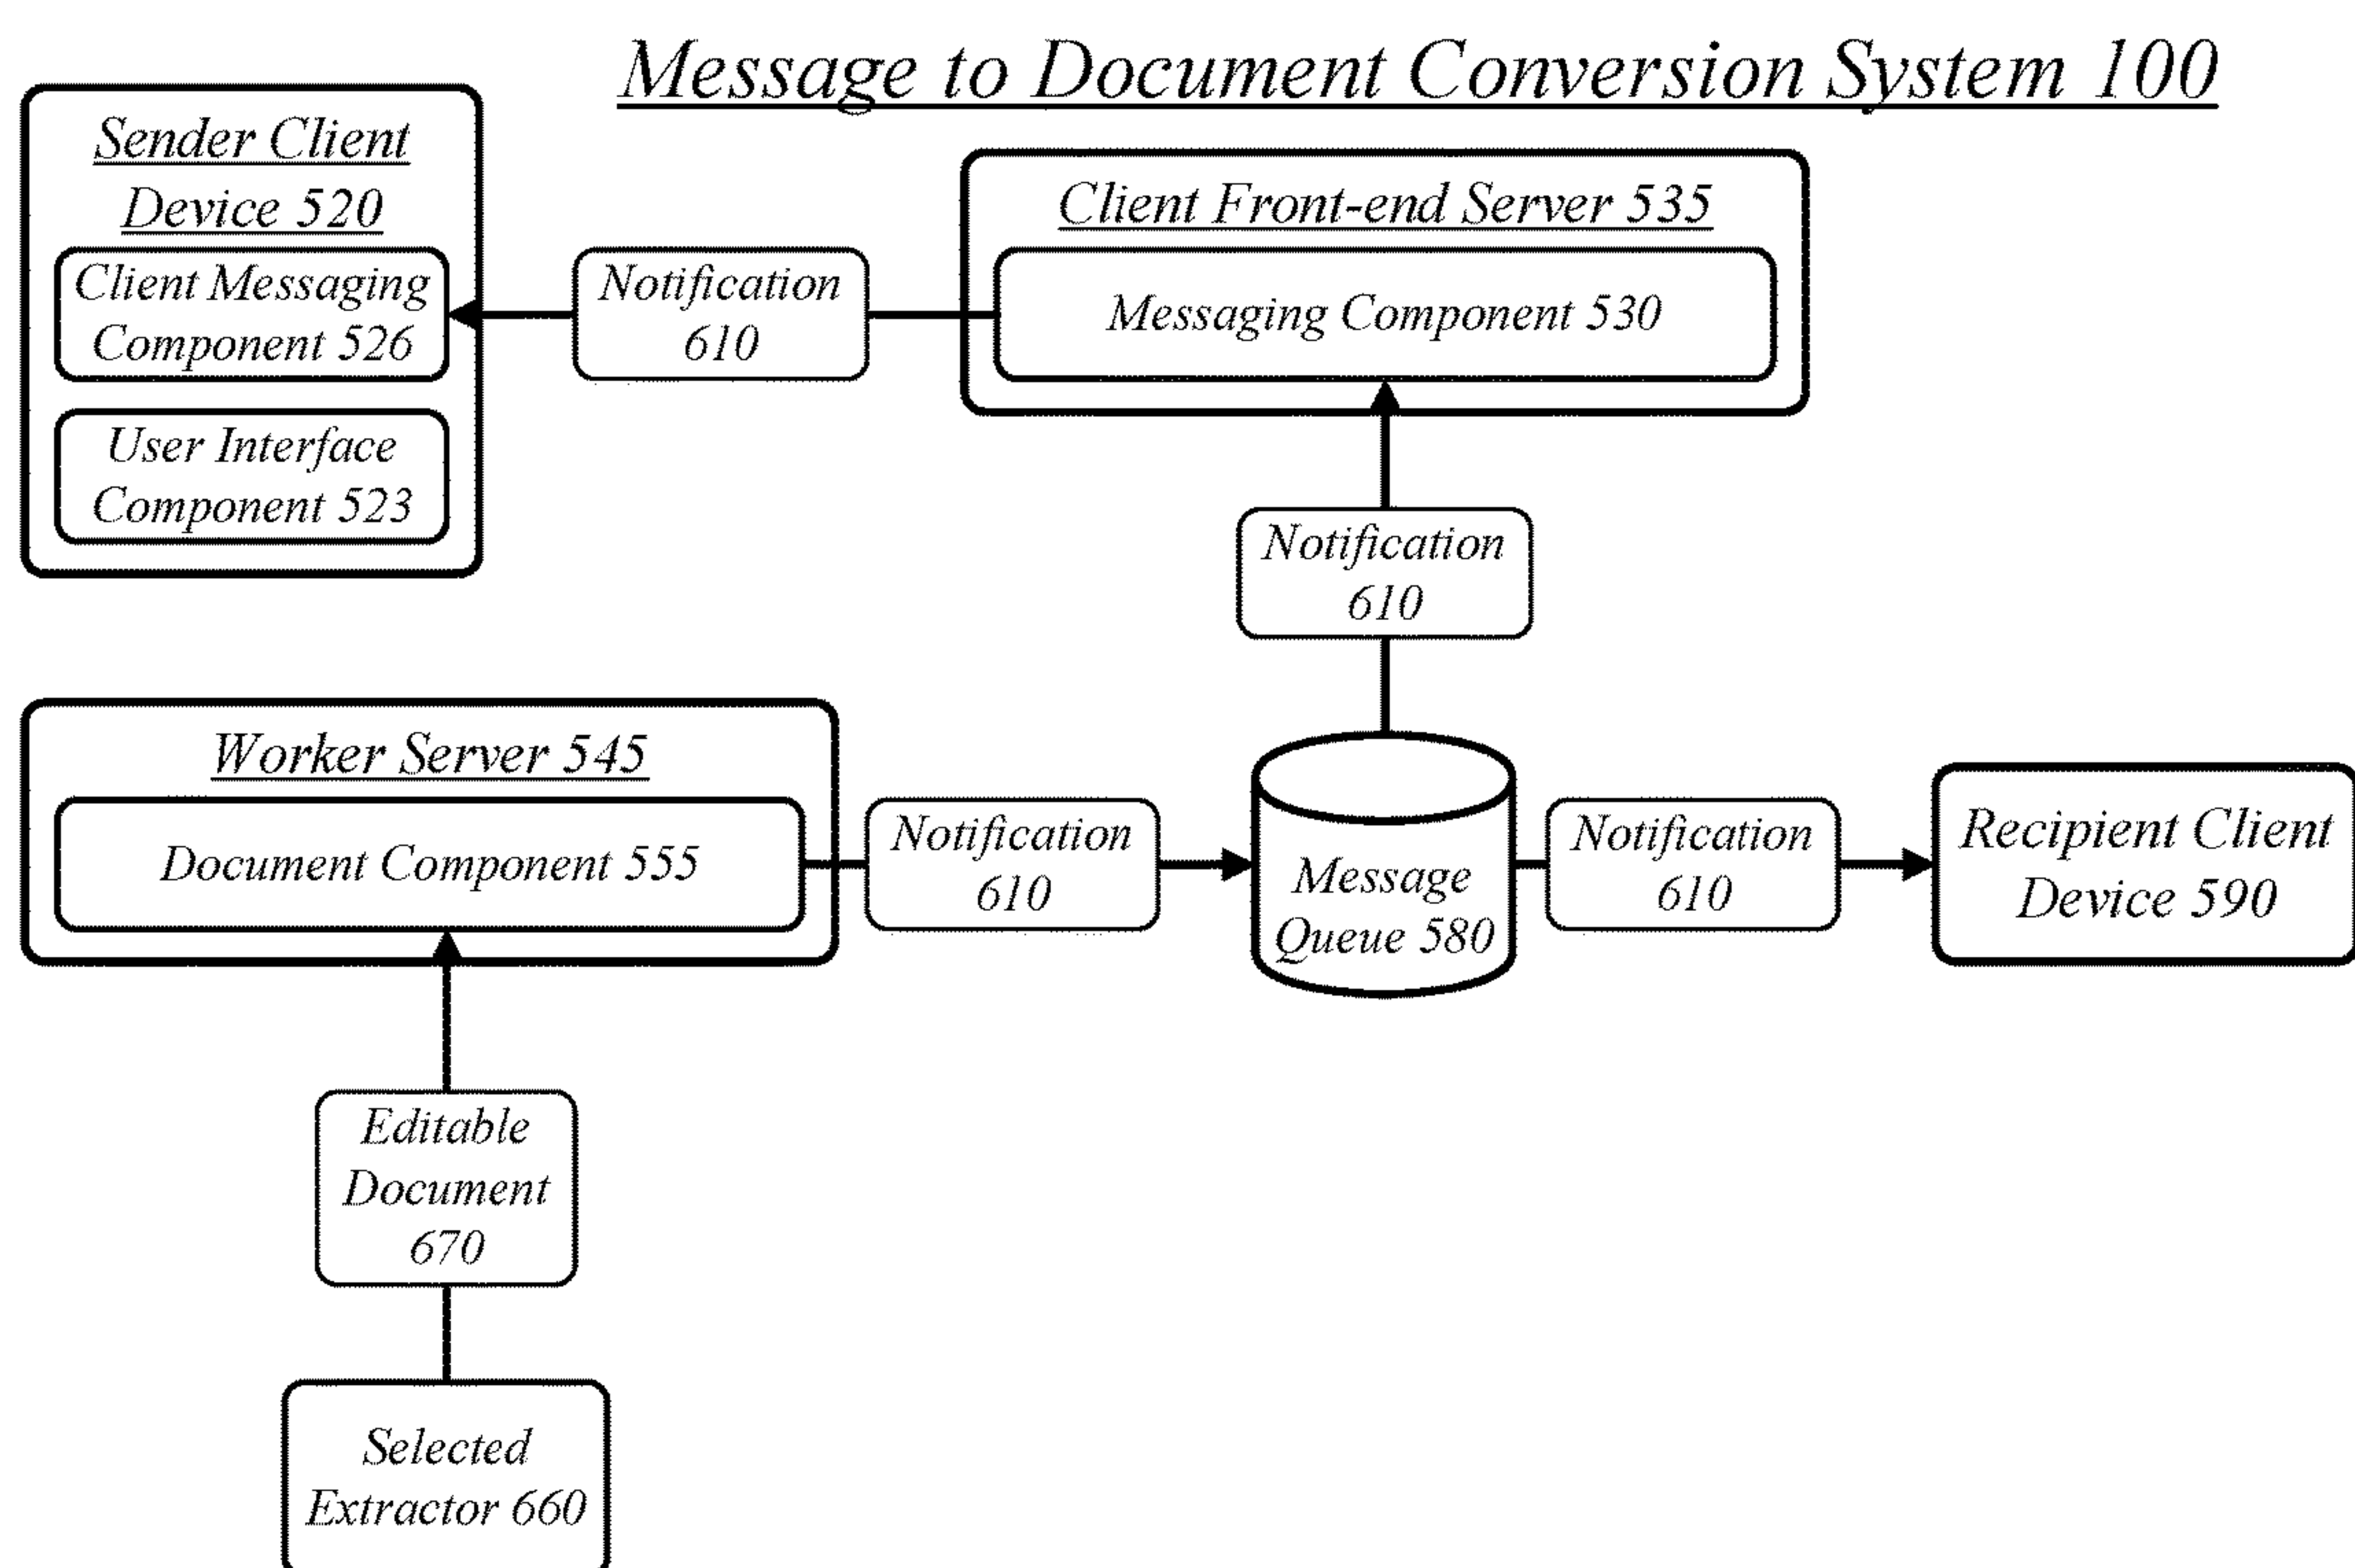 Message to Document Conversion System 100
Sender Client
Device 520
Client Messaging
Component 526
User Interface
Component 523
Notification
610
Client Front-end Server 535
Messaging Component 530
Notification
610
Worker Server 545
Document Component 555
Notification
610
Message
Queue 580
Notification
610
Recipient Client
Device 590
Editable
Document
670
Selected
Extractor 660